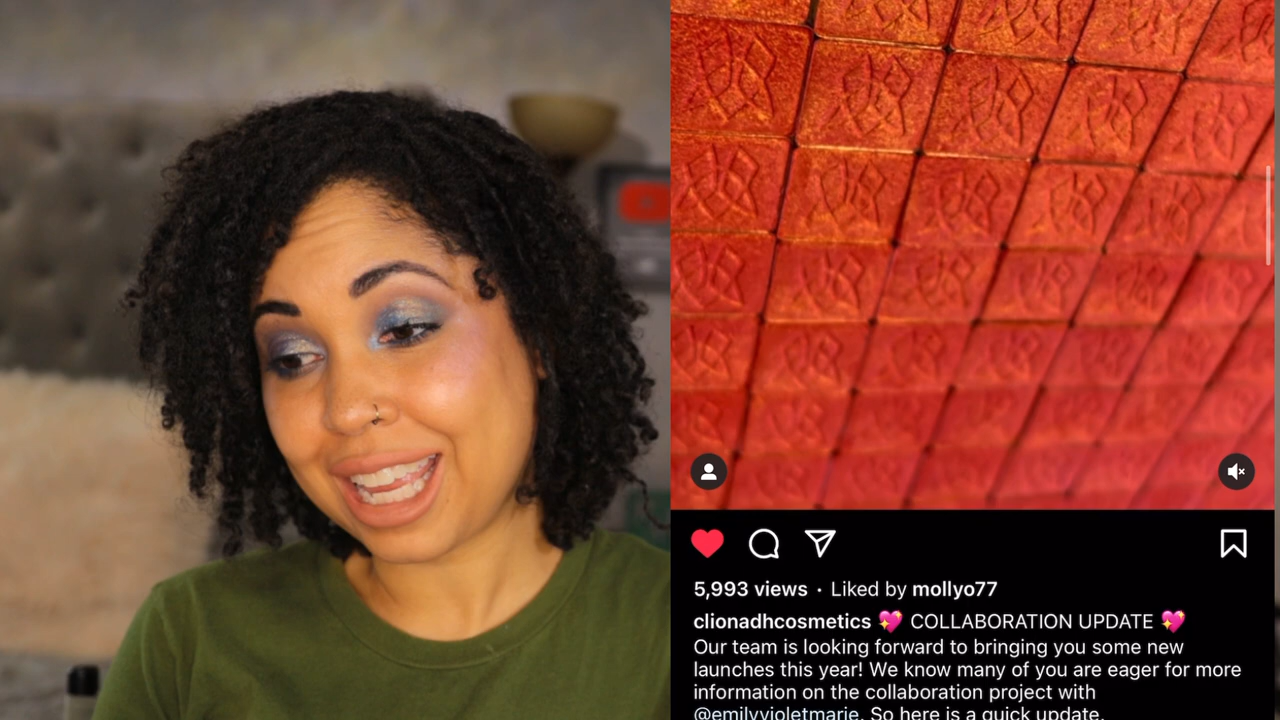 5,993 views · Liked by mollyo77
clionadhcosmetics 💖 COLLABORATION UPDATE 💖
Our team is looking forward to bringing you some new
launches this year! We know many of you are eager for more
information on the collaboration project with
@emilyvioletmarie. So here is a quick update.